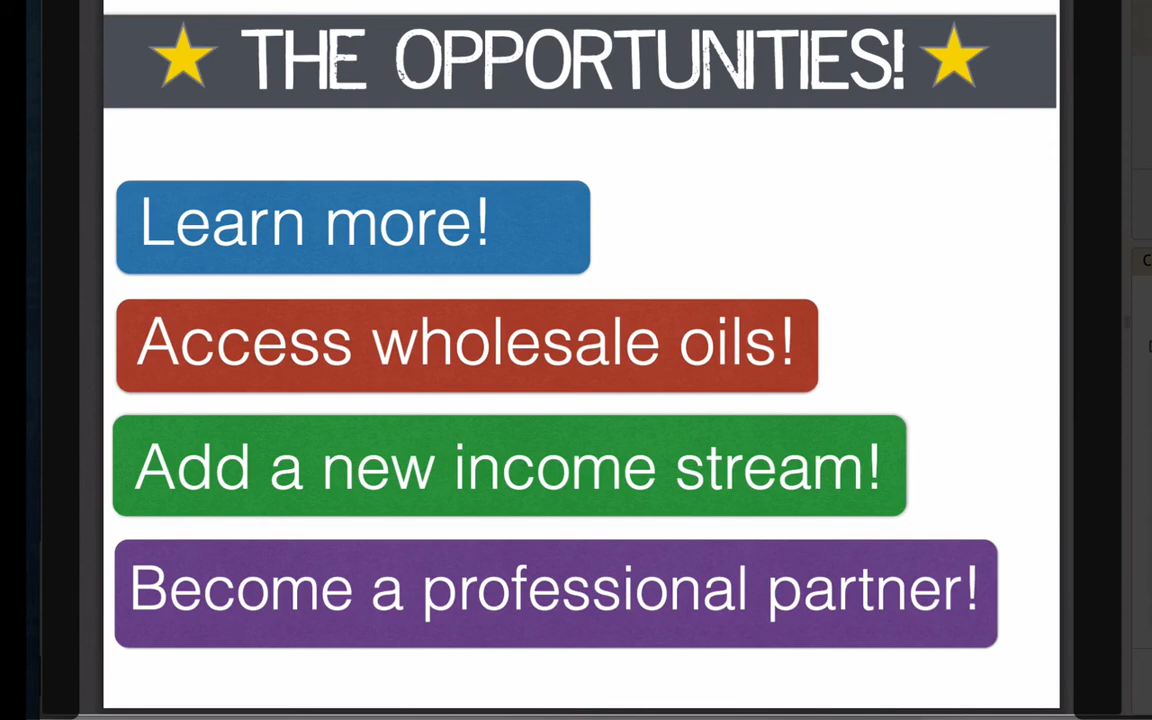 THE OPPORTUNITIES!
Learn more!
Access wholesale oils!
Add a new income stream!
Become a professional partner!